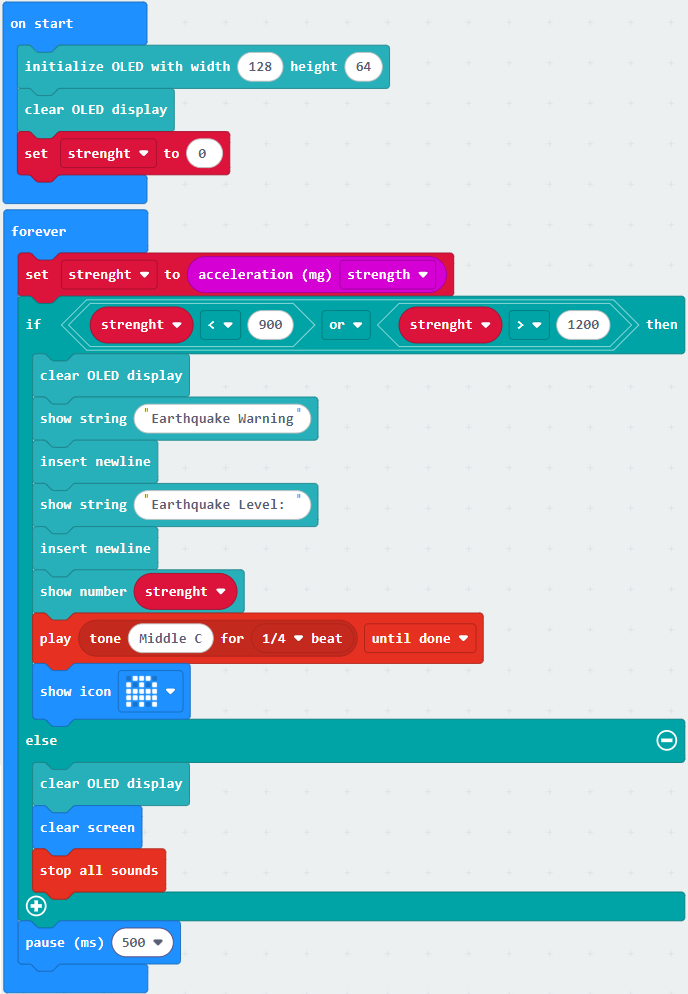 on start
initialize OLED with width 128 height 64
clear OLED display
set strenght to 0
forever
set strenght to acceleration (mg) strength
if strenght < 900 or strenght > 1200 then
clear OLED display
show string "Earthquake Warning"
insert newline
show string "Earthquake Level: "
insert newline
show number strenght
play tone Middle C for 1/4 beat until done
show icon
else
clear OLED display
clear screen
stop all sounds
pause (ms) 500